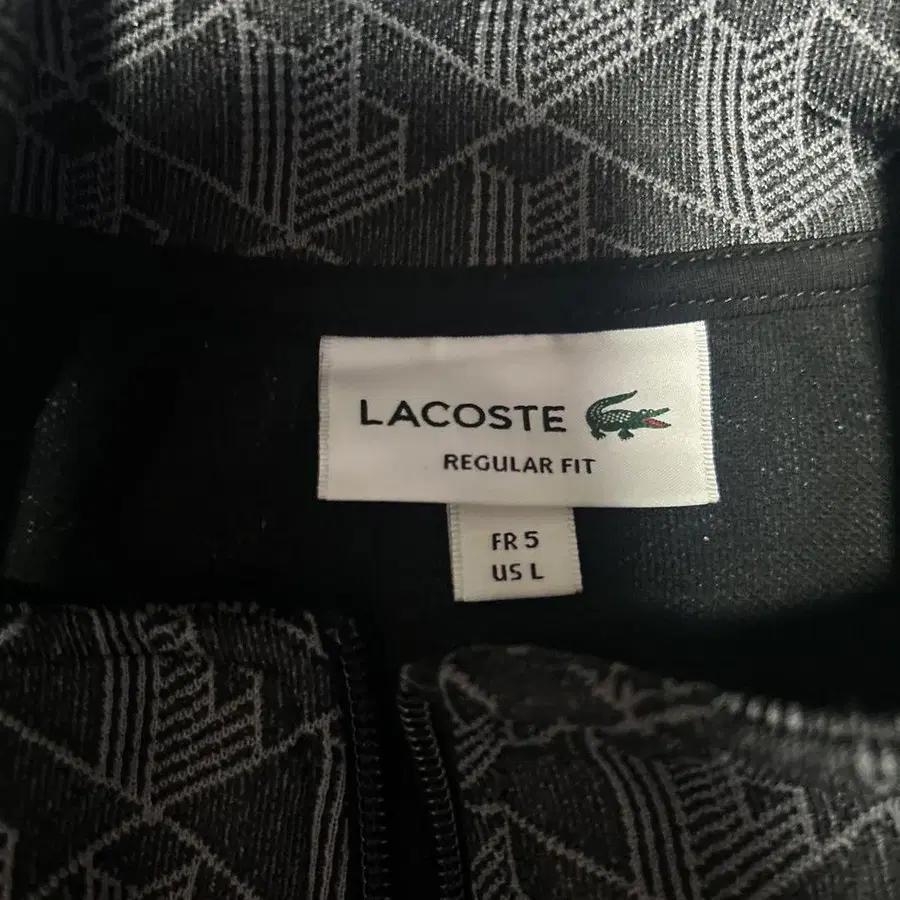 LACOSTE
REGULAR FIT
FR 5
US L